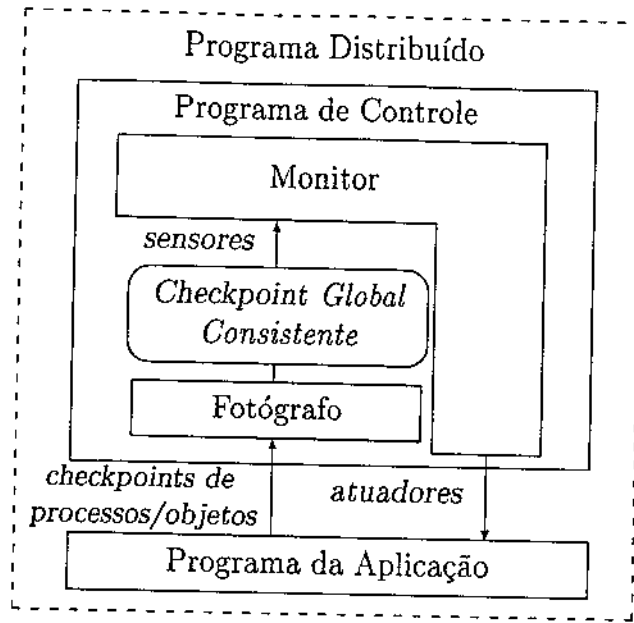 Programa Distribuído
Programa de Controle
Monitor
sensores
Checkpoint Global
Consistente
Fotógrafo
checkpoints de
processos/objetos
atuadores
Programa da Aplicação